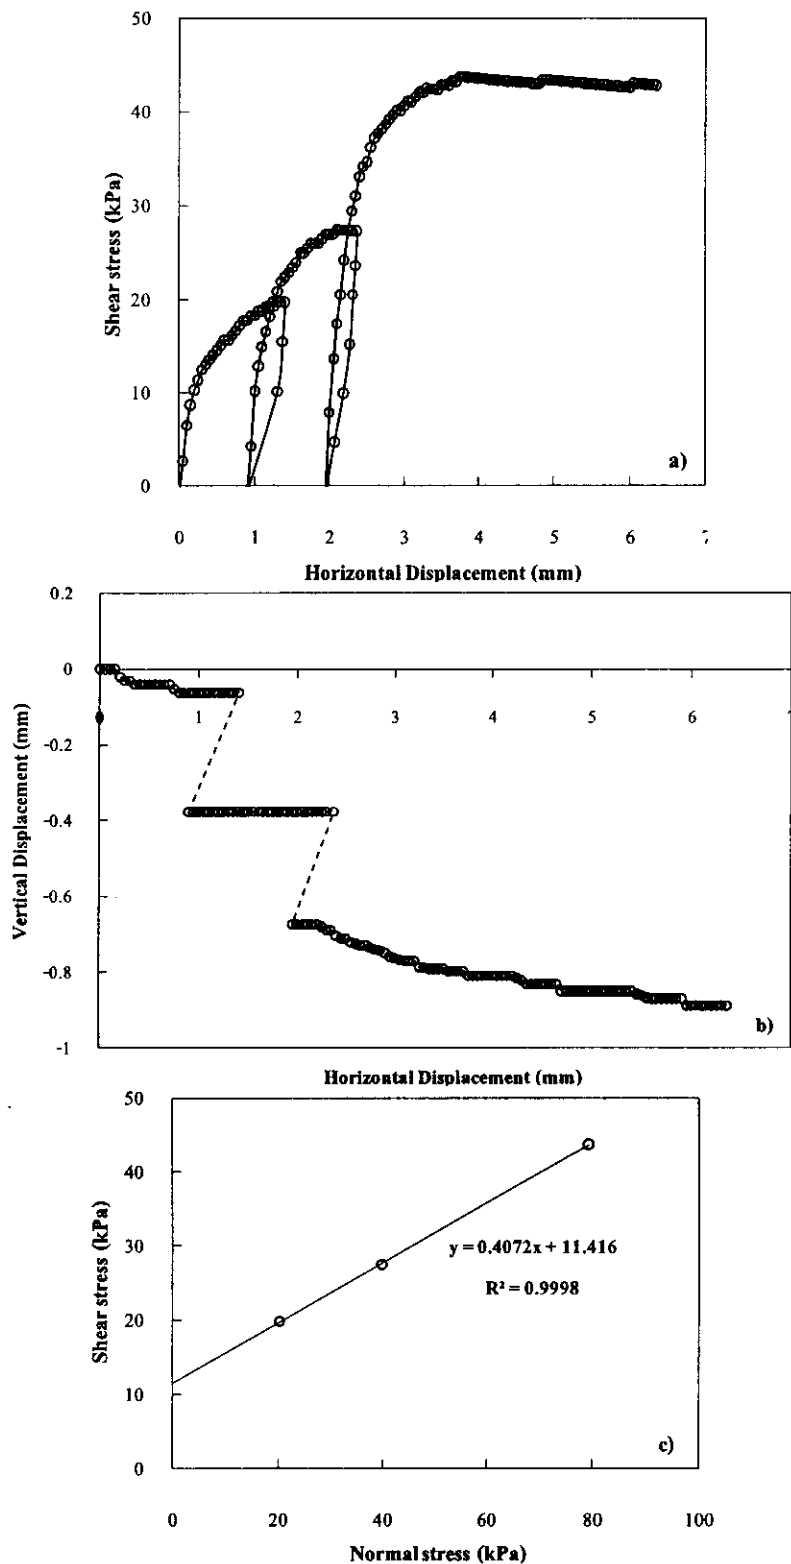 50
40
30
20
10
0
Shear stress (kPa)
a)
0 1 2 3 4 5 6 7
Horizontal Displacement (mm)
0.2
0
-0.2
-0.4
-0.6
-0.8
-1
Vertical Displacement (mm)
0 1 2 3 4 5 6 7
b)
Horizontal Displacement (mm)
50
40
30
20
10
0
Shear stress (kPa)
y = 0.4072x + 11.416
R² = 0.9998
c)
0 20 40 60 80 100
Normal stress (kPa)